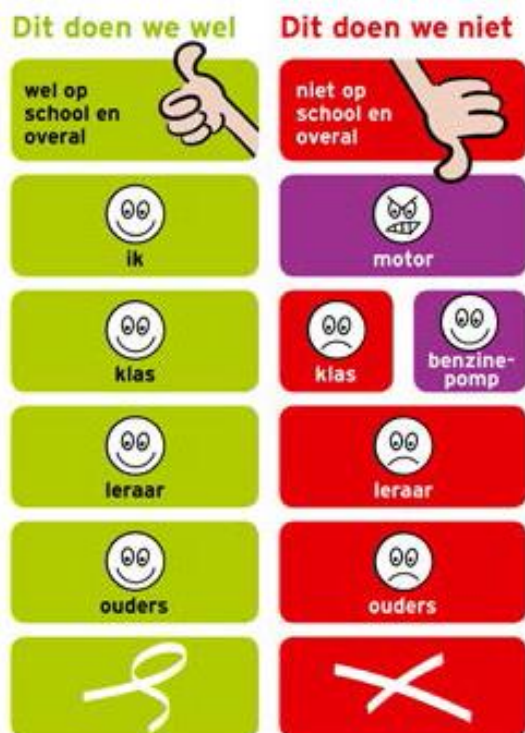 Dit doen we wel
wel op
school en
overal
ik
klas
leraar
ouders
Dit doen we niet
niet op
school en
overal
motor
klas
benzine-
pomp
leraar
ouders